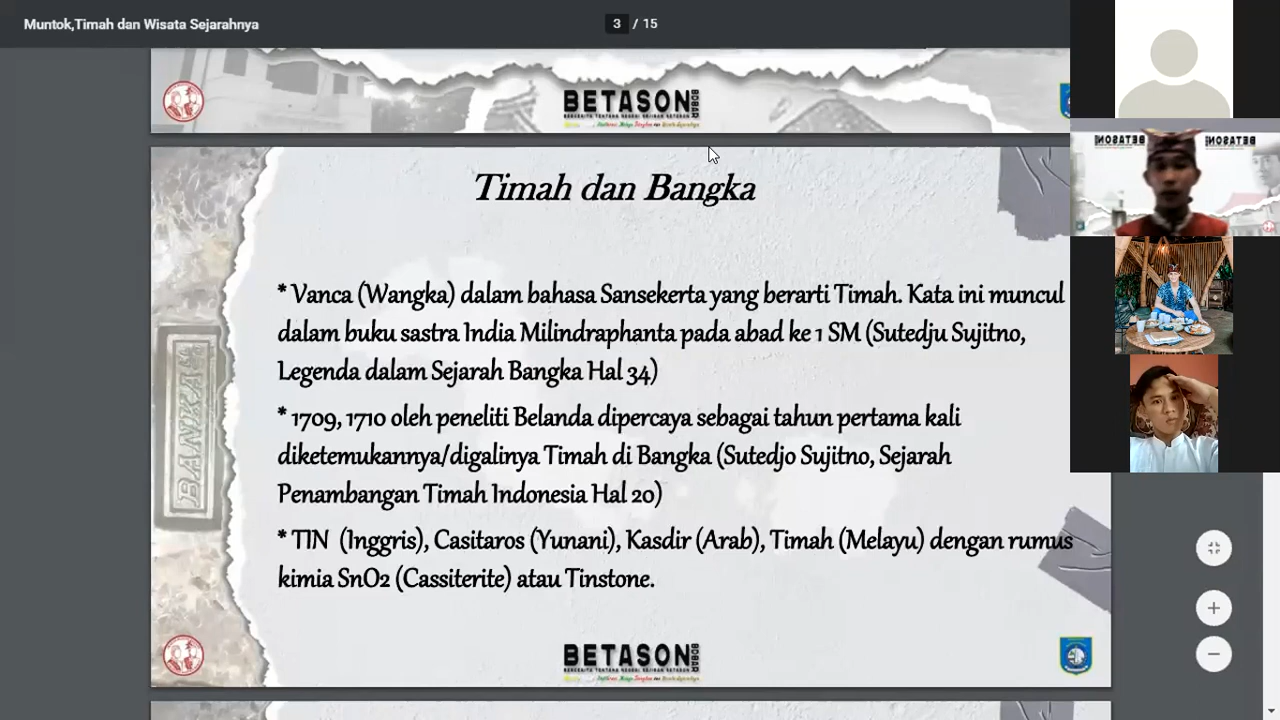 Muntok,Timah dan Wisata Sejarahnya
3 / 15
BETASON
BOBAR
BETASON
BETASON
Timah dan Bangka
* Vanca (Wangka) dalam bahasa Sansekerta yang berarti Timah. Kata ini muncul
dalam buku sastra India Milindraphanta pada abad ke 1 SM (Sutedju Sujitno,
Legenda dalam Sejarah Bangka Hal 34)
* 1709, 1710 oleh peneliti Belanda dipercaya sebagai tahun pertama kali
diketemukannya/digalinya Timah di Bangka (Sutedjo Sujitno, Sejarah
Penambangan Timah Indonesia Hal 20)
* TIN (Inggris), Casitaros (Yunani), Kasdir (Arab), Timah (Melayu) dengan rumus
kimia SnO2 (Cassiterite) atau Tinstone.
BANKA
BETASON
BOBAR